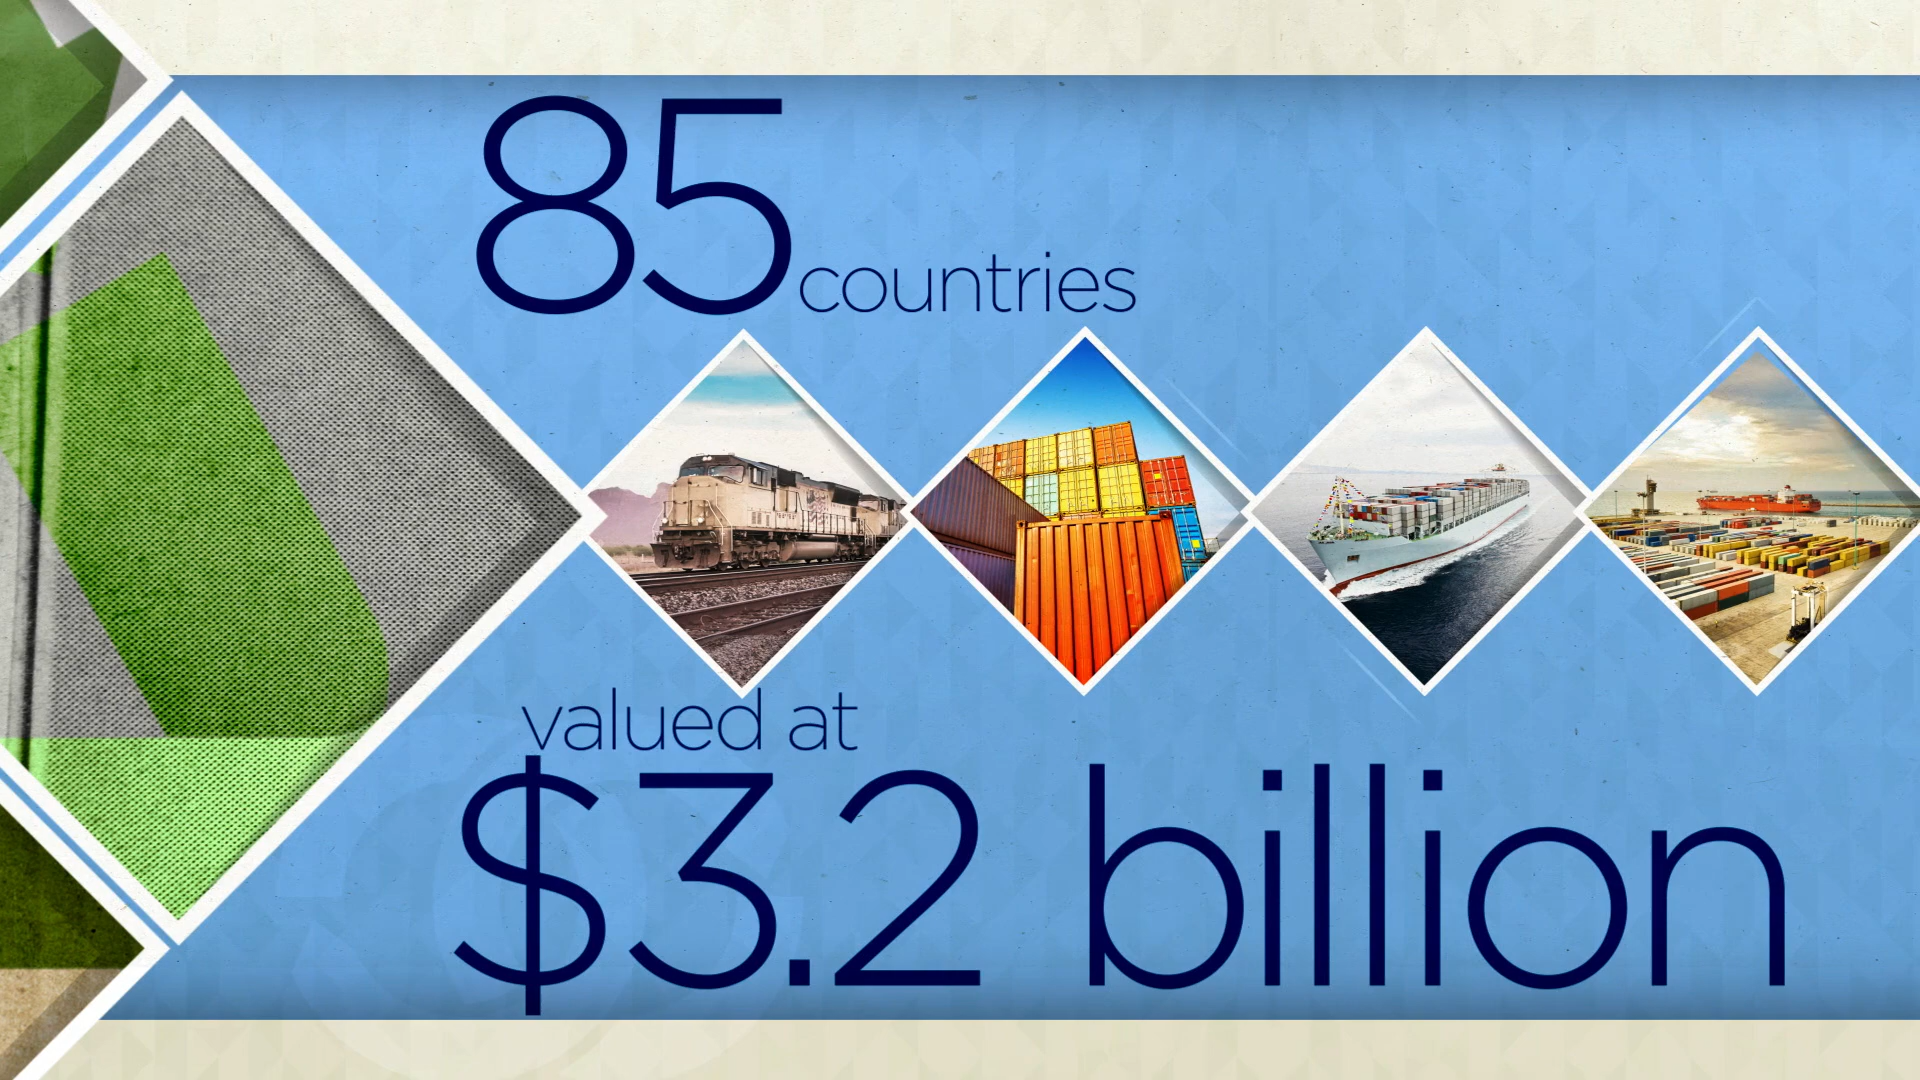 85 countries
valued at
$3.2 billion